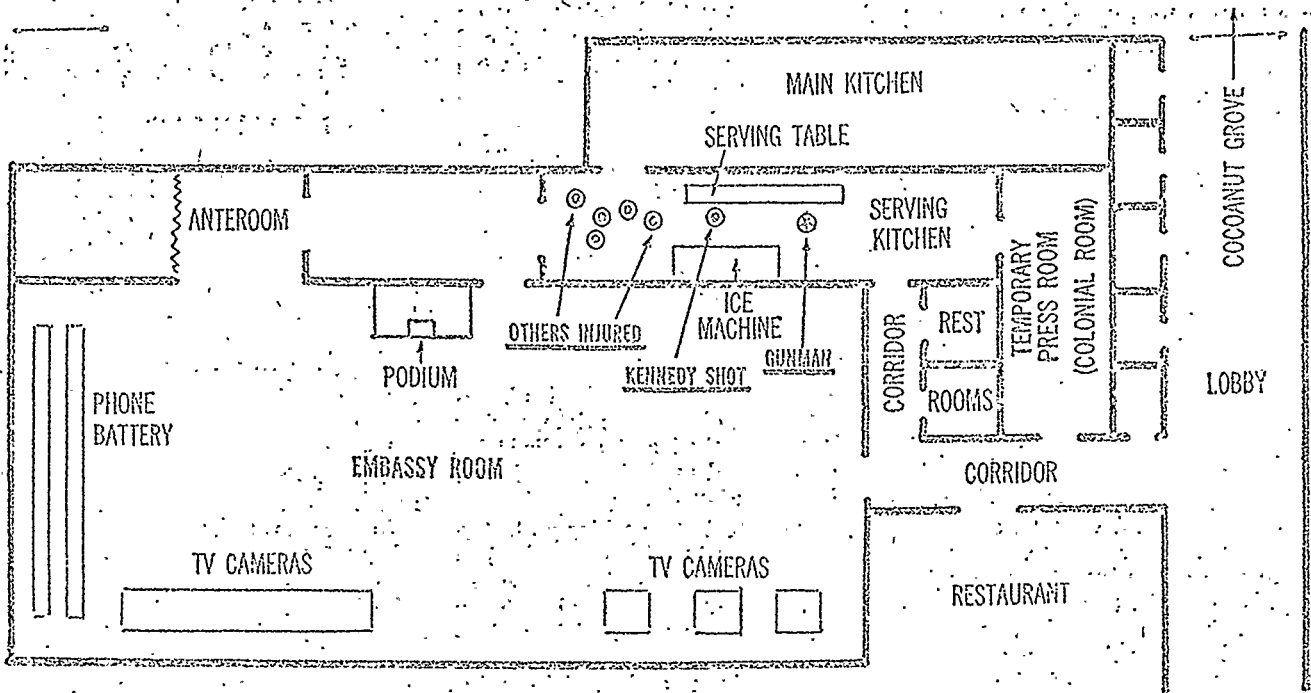 MAIN KITCHEN
SERVING TABLE
COCOANUT GROVE
ANTEROOM
SERVING
KITCHEN
TEMPORARY
PRESS ROOM
(COLONIAL ROOM)
OTHERS INJURED
ICE
MACHINE
KENNEDY SHOT
GUNMAN
PODIUM
CORRIDOR
REST
ROOMS
LOBBY
PHONE
BATTERY
EMBASSY ROOM
CORRIDOR
TV CAMERAS
TV CAMERAS
RESTAURANT